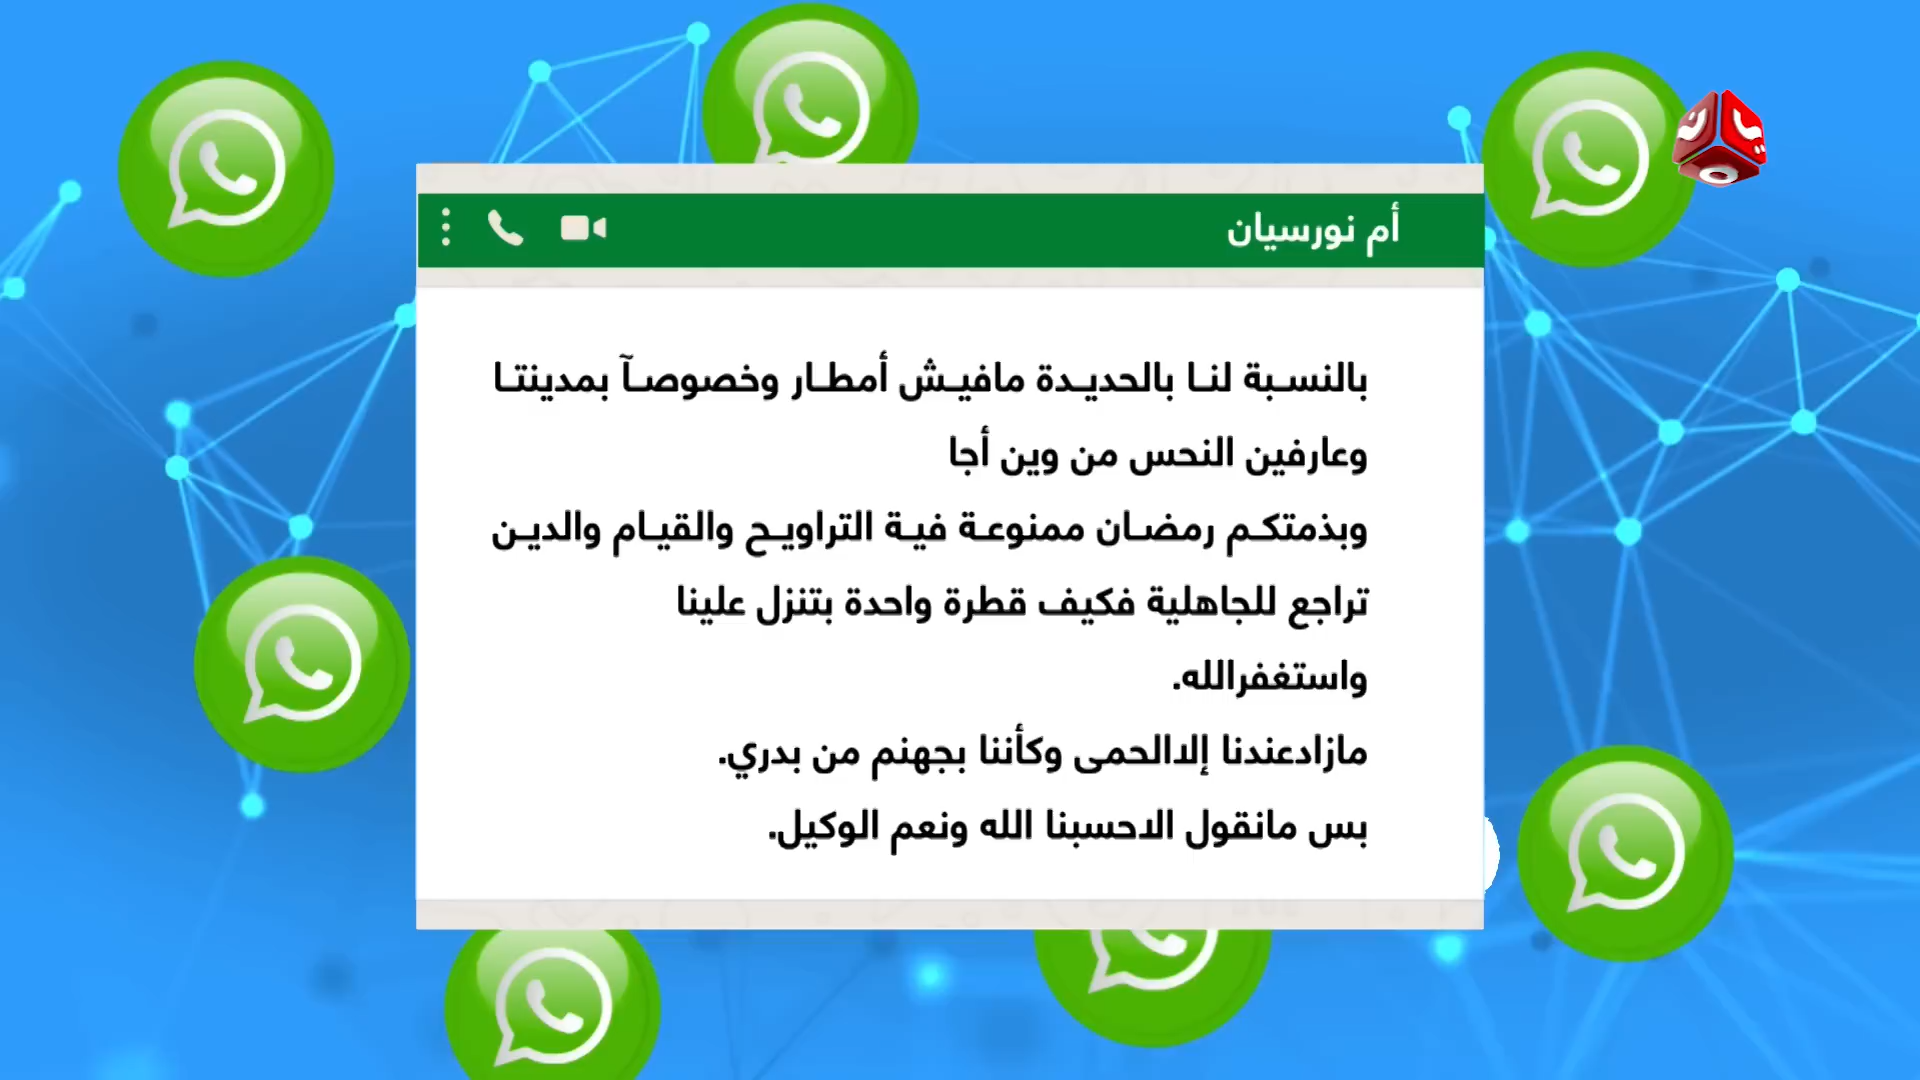 أم نورسيان
بالنسبة لنا بالحديدة مافيش أمطار وخصوصآ بمدينتنا
وعارفين النحس من وين أجا
وبذمتكم رمضان ممنوعة فية التراويح والقيام والدين
تراجع للجاهلية فكيف قطرة واحدة بتنزل علينا
واستغفرالله.
مازادعندنا إلاالحمى وكأننا بجهنم من بدري.
بس مانقول الاحسبنا الله ونعم الوكيل.